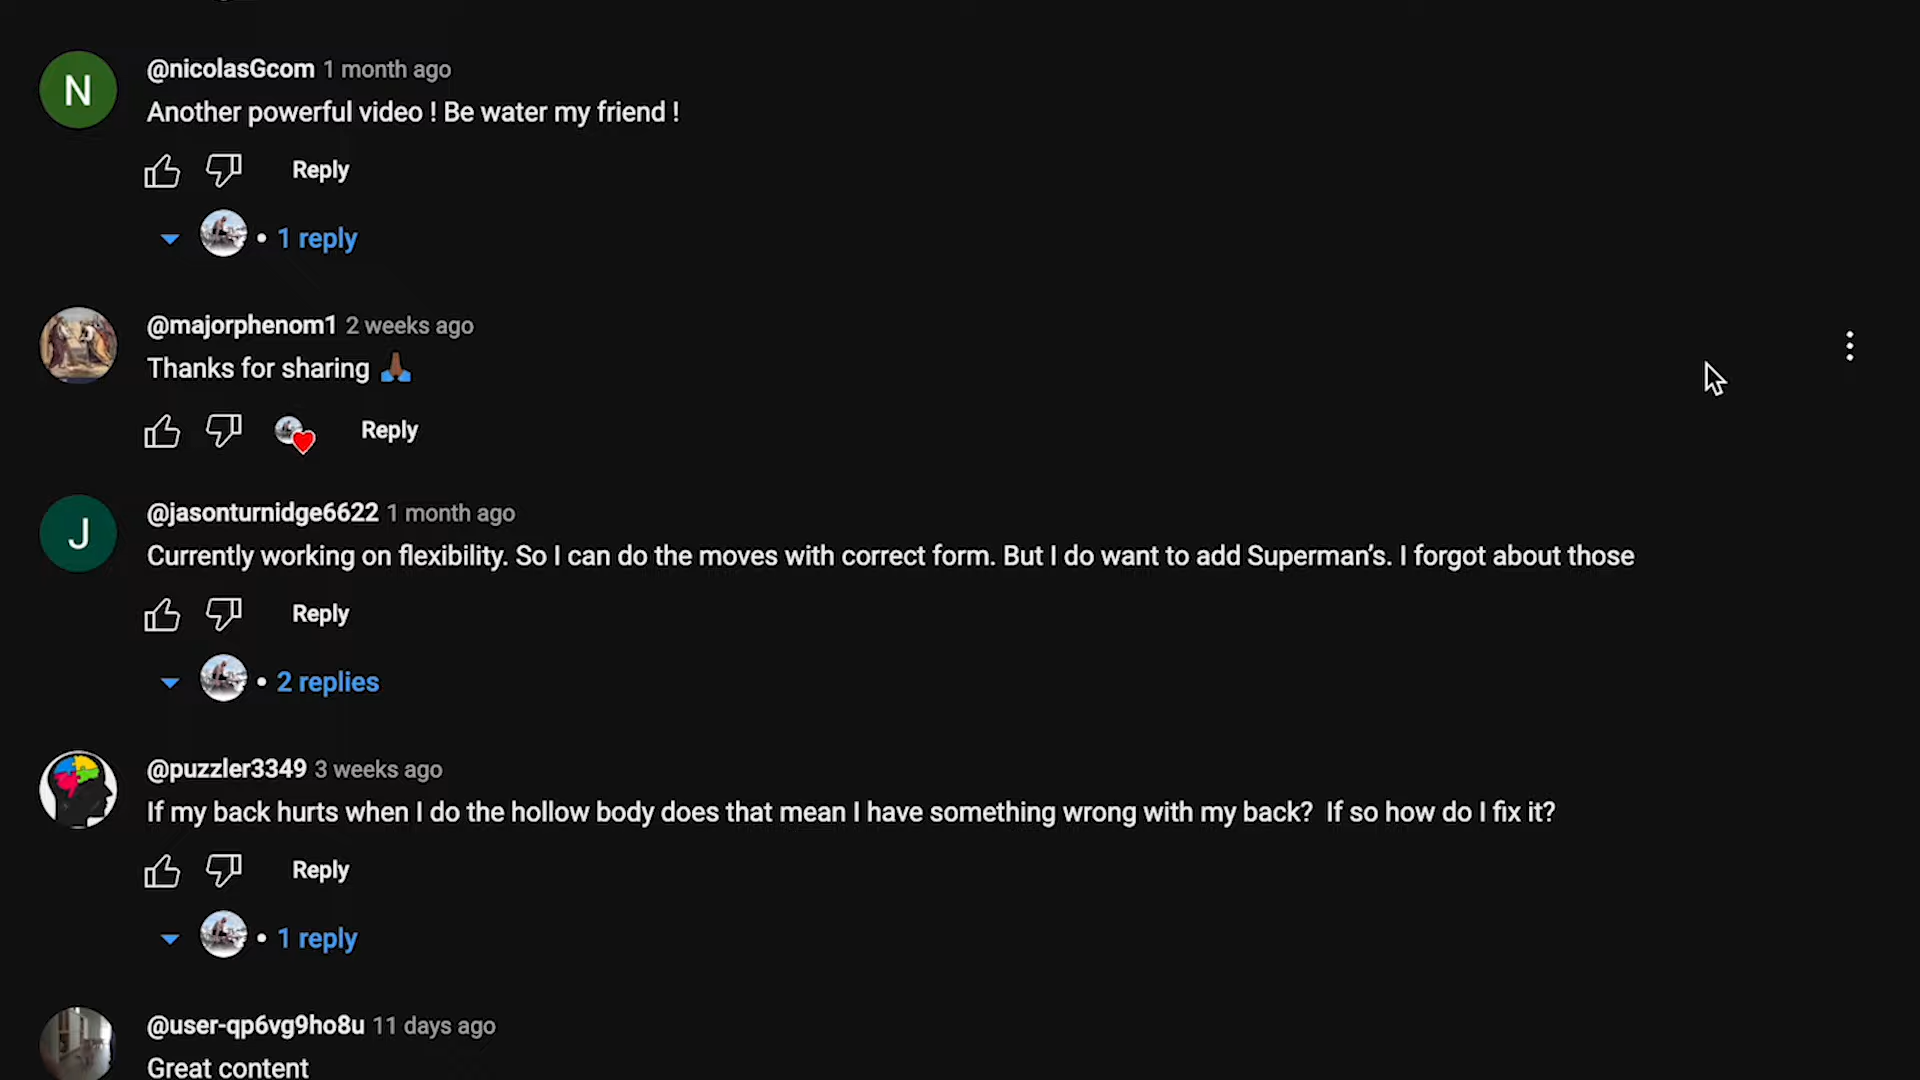 N
@nicolasGcom 1 month ago
Another powerful video ! Be water my friend !
Reply
• 1 reply
@majorphenom1 2 weeks ago
Thanks for sharing 🙏🏾
Reply
J
@jasonturnidge6622 1 month ago
Currently working on flexibility. So I can do the moves with correct form. But I do want to add Superman’s. I forgot about those
Reply
• 2 replies
@puzzler3349 3 weeks ago
If my back hurts when I do the hollow body does that mean I have something wrong with my back?  If so how do I fix it?
Reply
• 1 reply
@user-qp6vg9ho8u 11 days ago
Great content